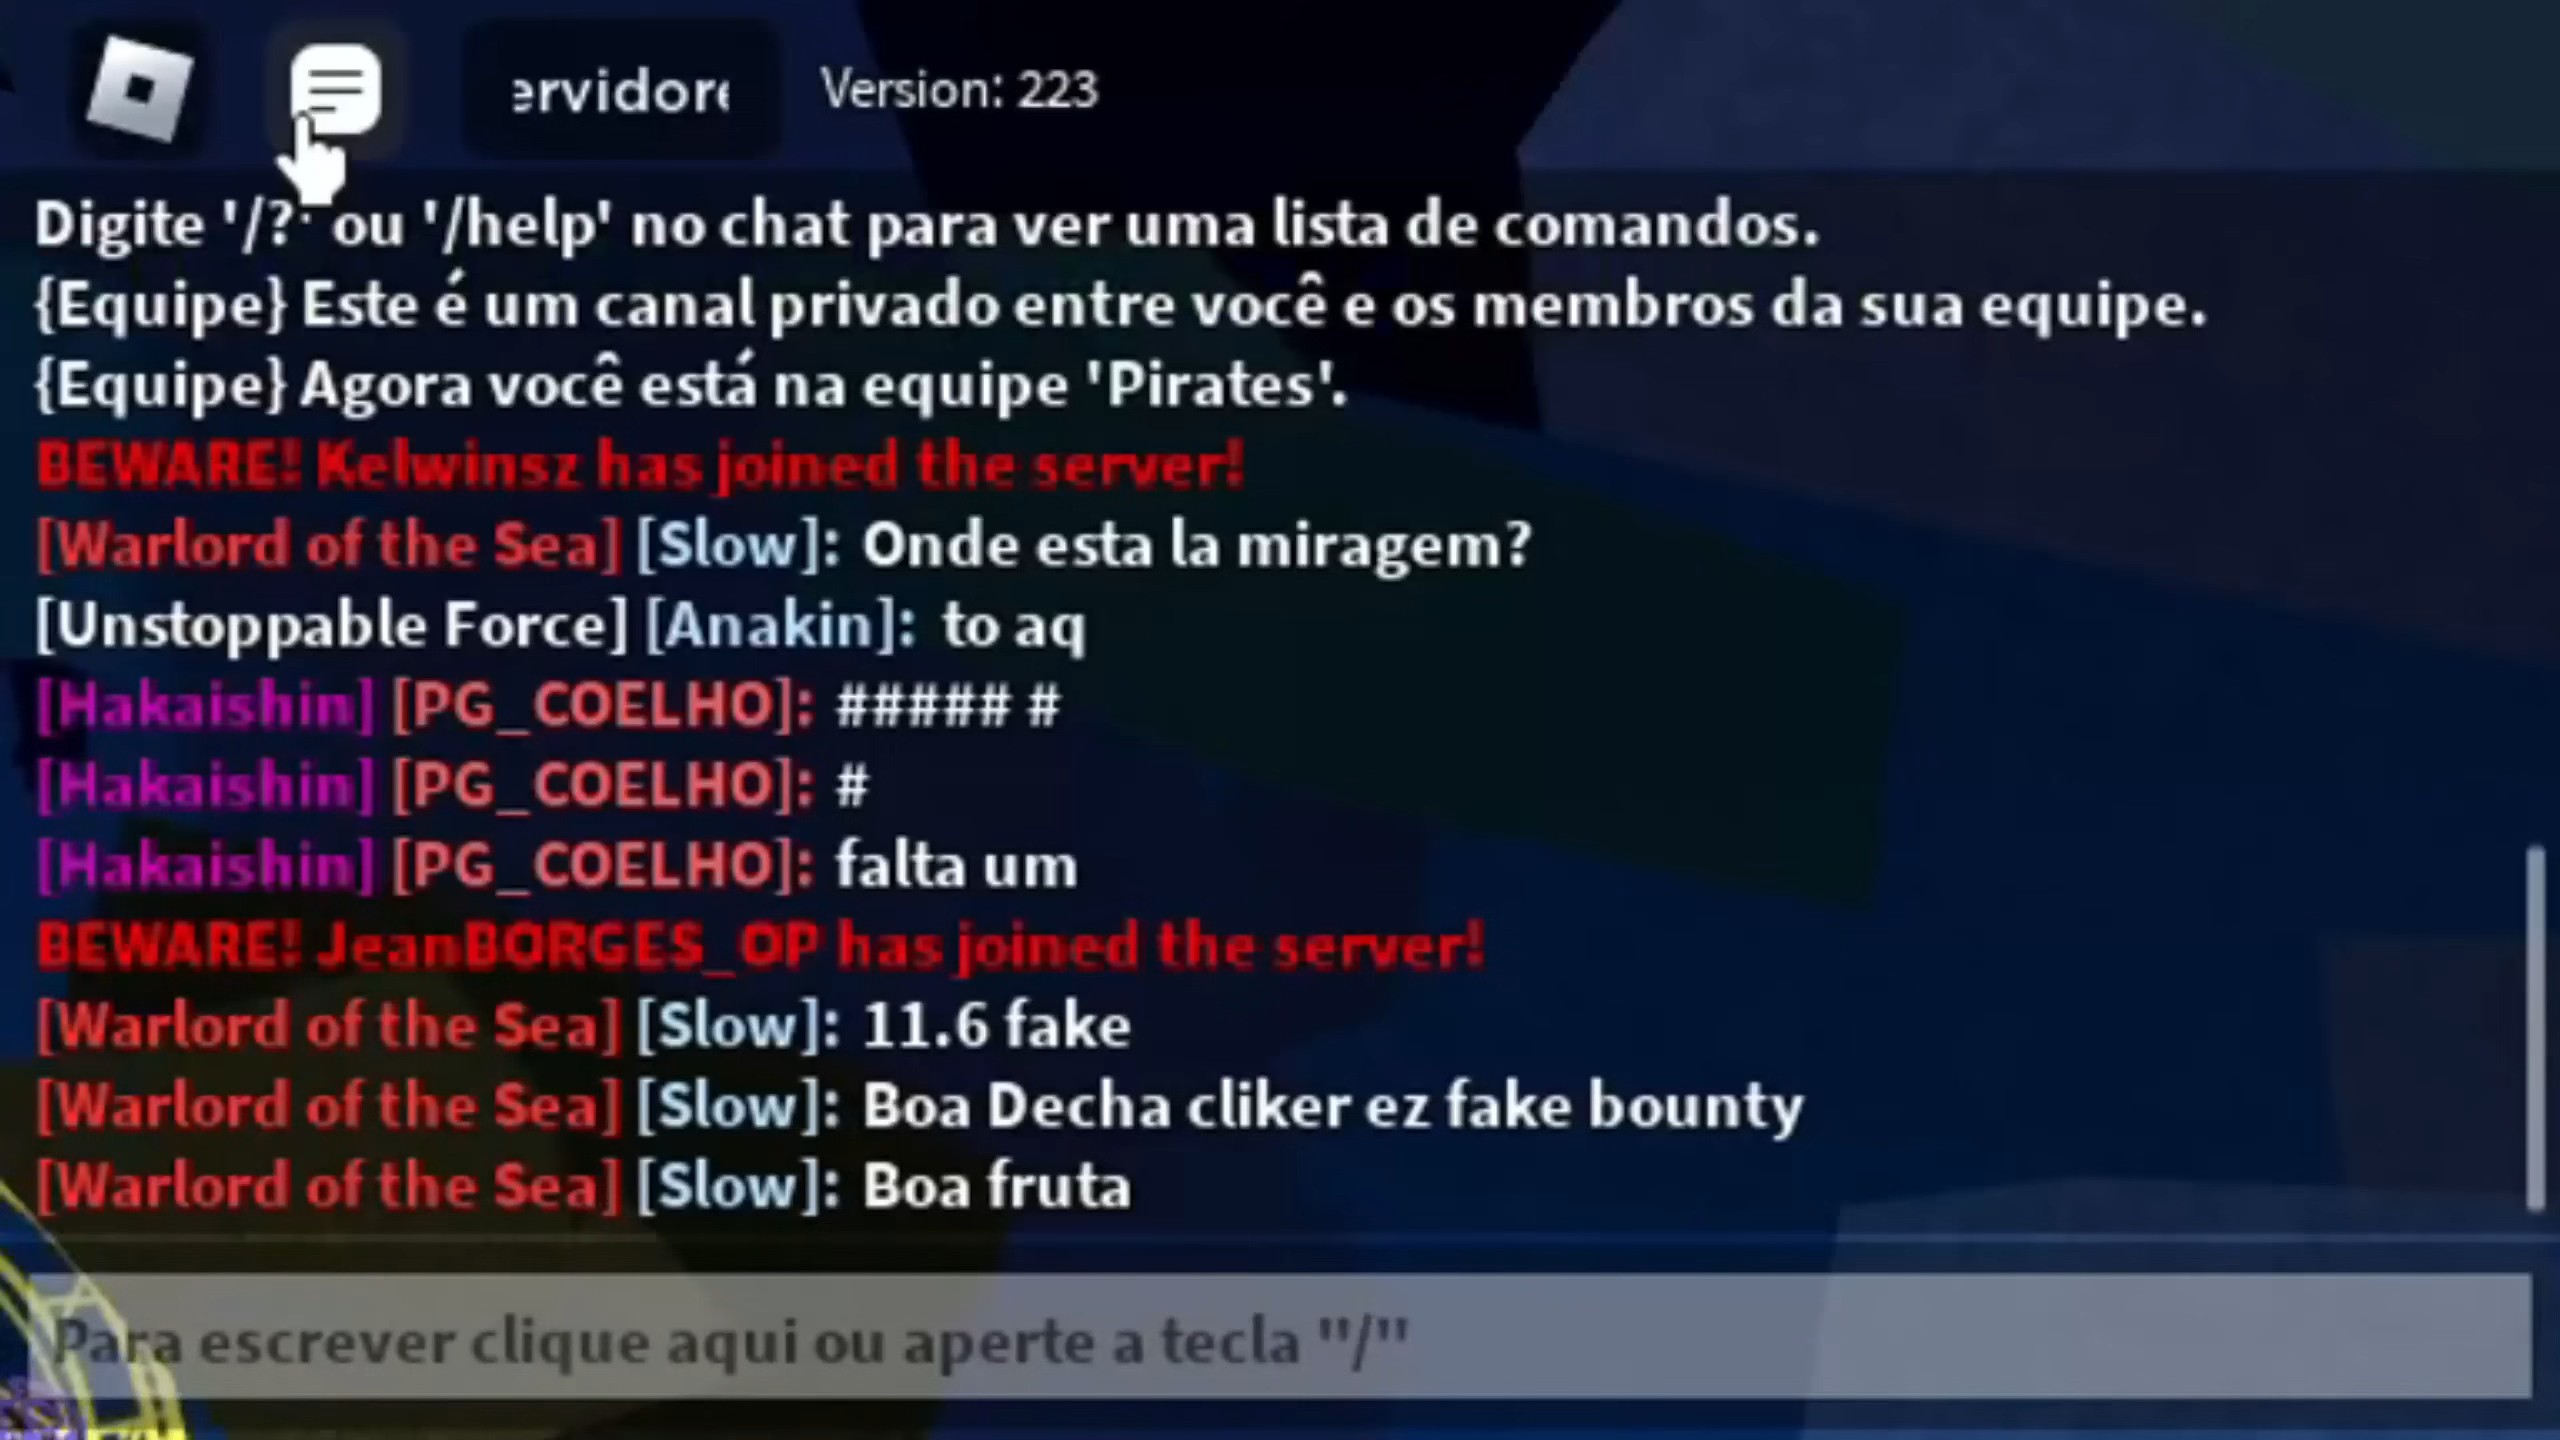 ervidore
Version: 223
Digite '/?' ou '/help' no chat para ver uma lista de comandos.
{Equipe} Este é um canal privado entre você e os membros da sua equipe.
{Equipe} Agora você está na equipe 'Pirates'.
BEWARE! Kelwinsz has joined the server!
[Warlord of the Sea] [Slow]: Onde esta la miragem?
[Unstoppable Force] [Anakin]: to aq
[Hakaishin] [PG_COELHO]: ##### #
[Hakaishin] [PG_COELHO]: #
[Hakaishin] [PG_COELHO]: falta um
BEWARE! JeanBORGES_OP has joined the server!
[Warlord of the Sea] [Slow]: 11.6 fake
[Warlord of the Sea] [Slow]: Boa Decha cliker ez fake bounty
[Warlord of the Sea] [Slow]: Boa fruta
Para escrever clique aqui ou aperte a tecla "/"